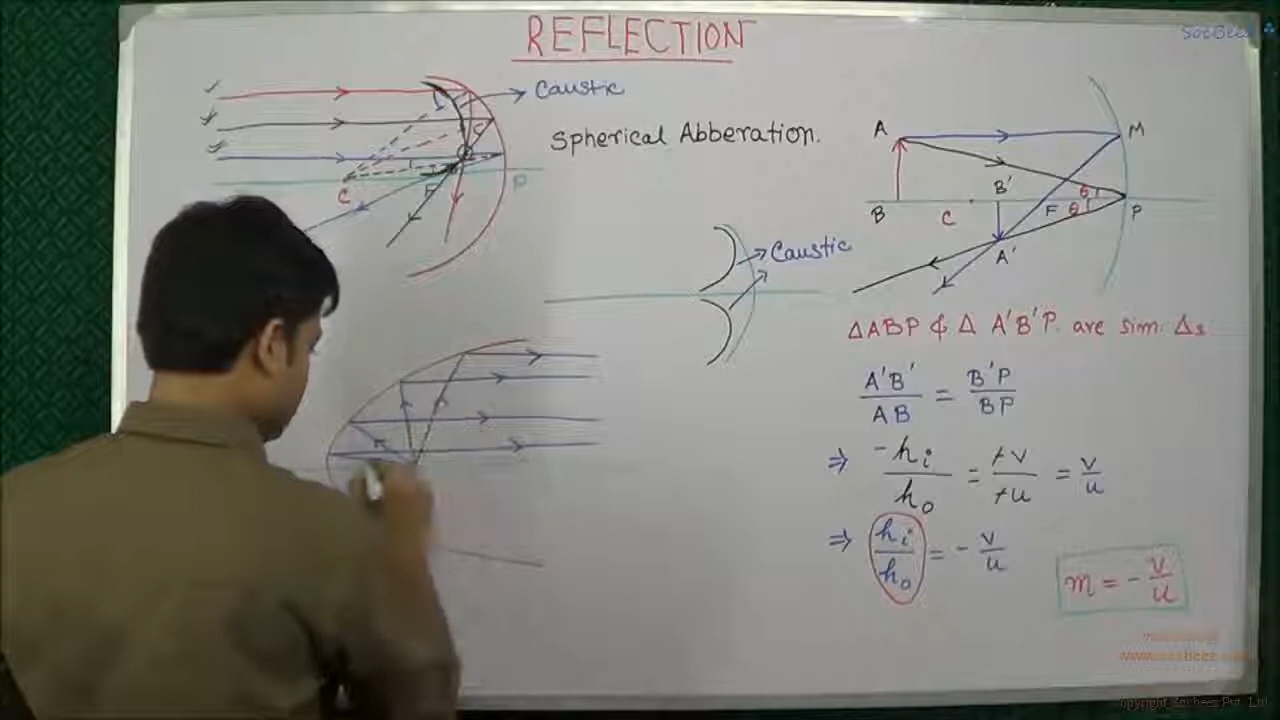 REFLECTION
Caustic
Spherical Abberation.
C
F
P
Caustic
A
M
B
C
B'
F
θ
θ
P
A'
ΔABP & Δ A'B'P. are sim. Δs
A'B' / AB = B'P / BP
⇒ -hi / ho = +v / +u = v / u
⇒ hi / ho = - v / u
m = - v / u